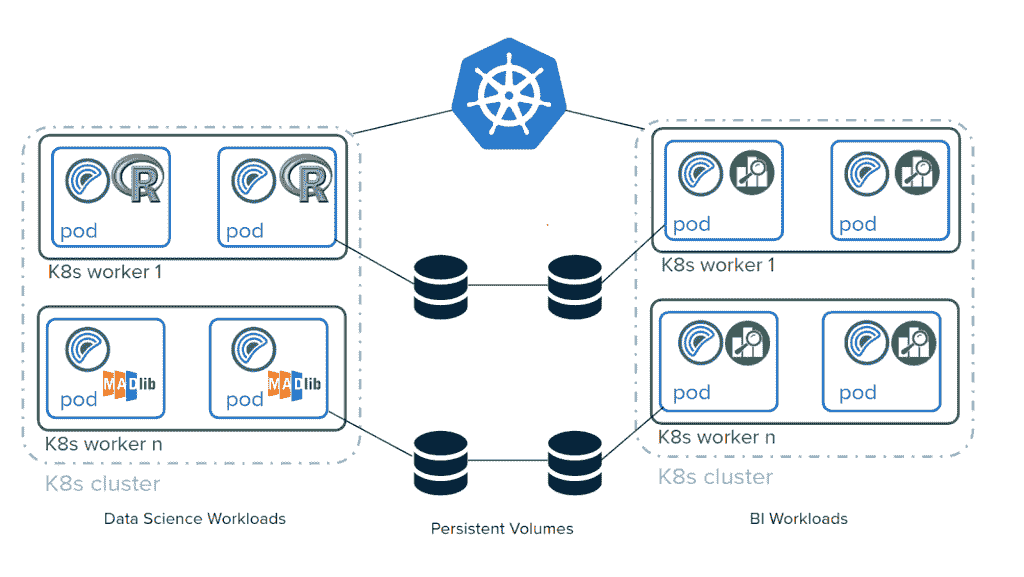 R
R
pod
pod
K8s worker 1
MADlib
MADlib
pod
pod
K8s worker n
K8s cluster
Data Science Workloads
Persistent Volumes
pod
pod
K8s worker 1
pod
pod
K8s worker n
K8s cluster
BI Workloads